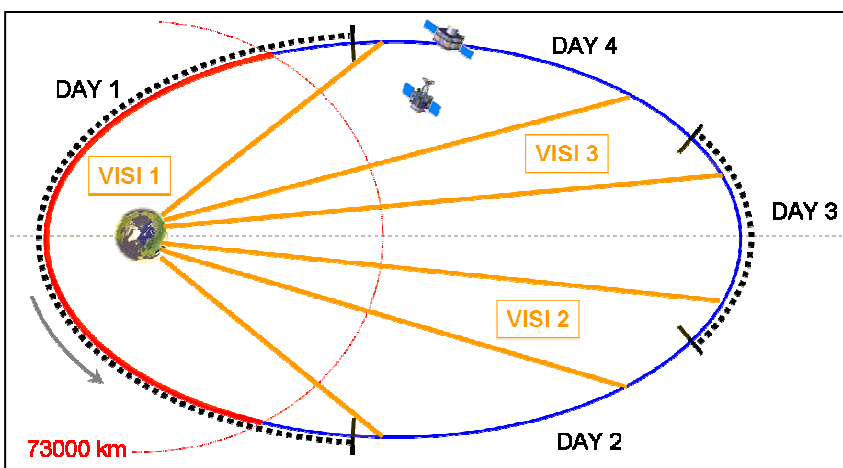 DAY 4
DAY 1
VISI 1
VISI 3
DAY 3
VISI 2
DAY 2
73000 km